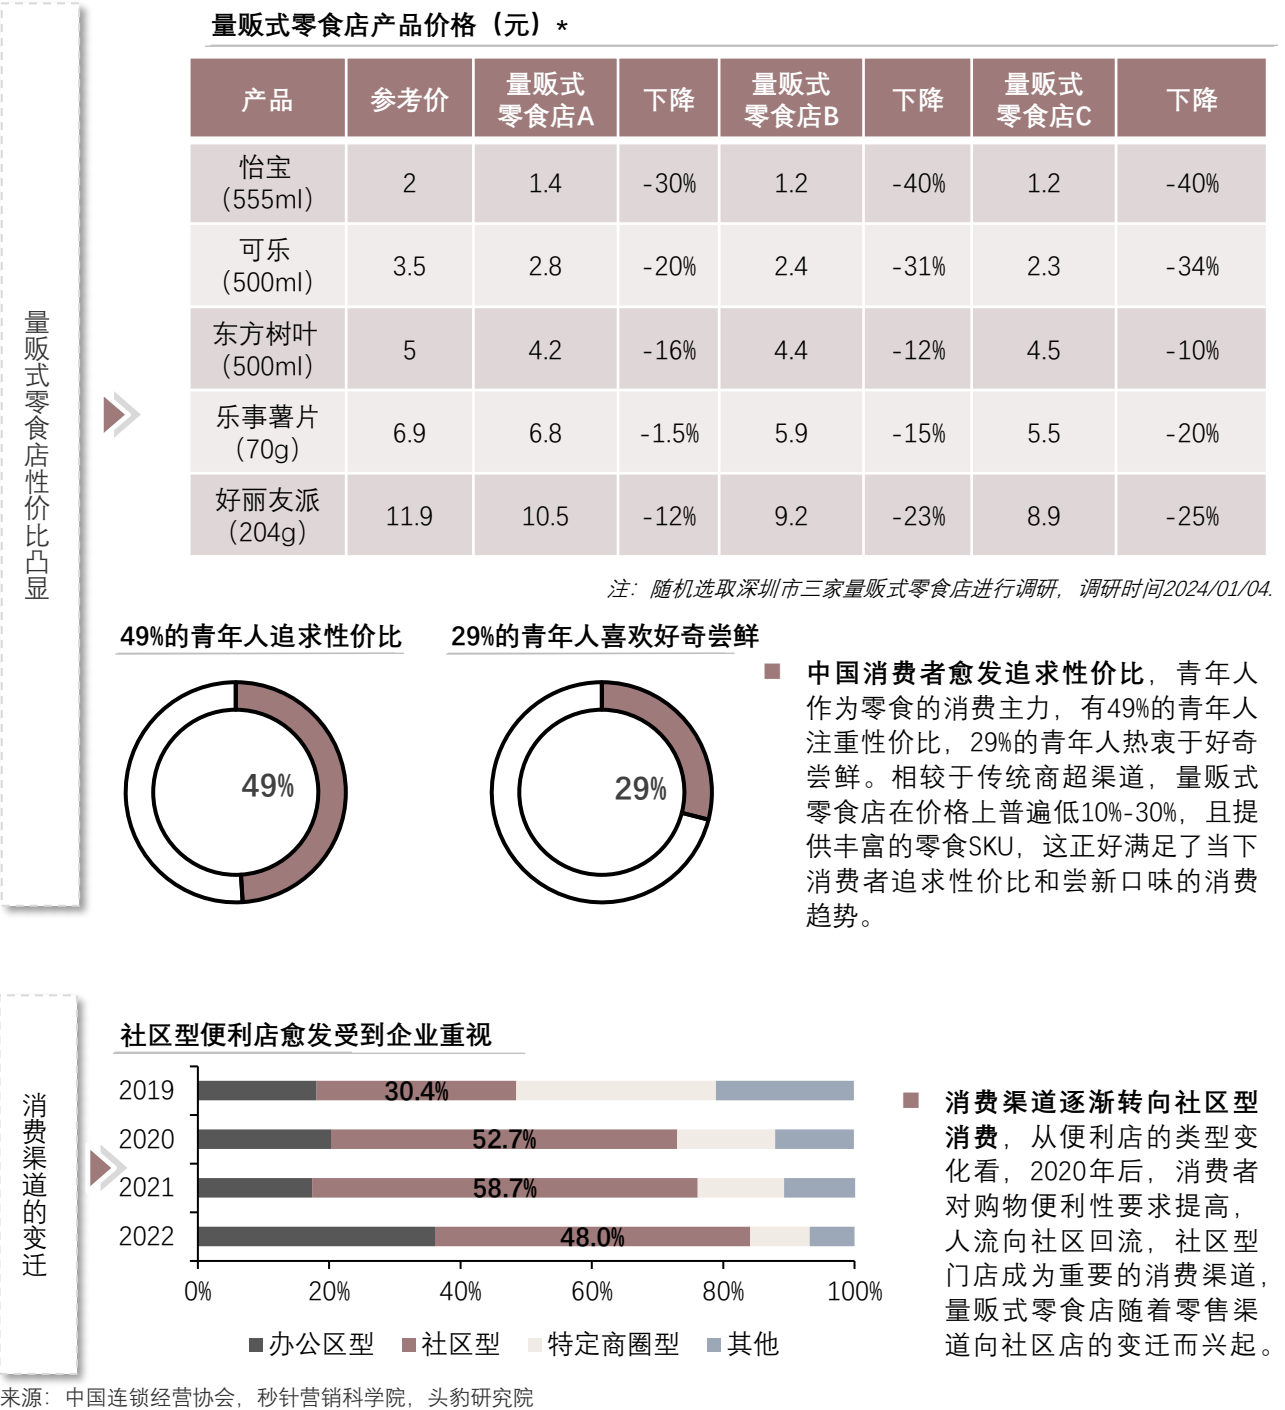 量贩式零食店性价比凸显
量贩式零食店产品价格（元）*
产品 参考价 量贩式零食店A 下降 量贩式零食店B 下降 量贩式零食店C 下降
怡宝（555ml） 2 1.4 -30% 1.2 -40% 1.2 -40%
可乐（500ml） 3.5 2.8 -20% 2.4 -31% 2.3 -34%
东方树叶（500ml） 5 4.2 -16% 4.4 -12% 4.5 -10%
乐事薯片（70g） 6.9 6.8 -1.5% 5.9 -15% 5.5 -20%
好丽友派（204g） 11.9 10.5 -12% 9.2 -23% 8.9 -25%
注：随机选取深圳市三家量贩式零食店进行调研，调研时间2024/01/04.
49%的青年人追求性价比
49%
29%的青年人喜欢好奇尝鲜
29%
中国消费者愈发追求性价比，青年人
作为零食的消费主力，有49%的青年人
注重性价比，29%的青年人热衷于好奇
尝鲜。相较于传统商超渠道，量贩式
零食店在价格上普遍低10%-30%，且提
供丰富的零食SKU，这正好满足了当下
消费者追求性价比和尝新口味的消费
趋势。
消费渠道的变迁
社区型便利店愈发受到企业重视
2019 30.4%
2020 52.7%
2021 58.7%
2022 48.0%
0% 20% 40% 60% 80% 100%
办公区型 社区型 特定商圈型 其他
消费渠道逐渐转向社区型
消费，从便利店的类型变
化看，2020年后，消费者
对购物便利性要求提高，
人流向社区回流，社区型
门店成为重要的消费渠道，
量贩式零食店随着零售渠
道向社区店的变迁而兴起。
来源：中国连锁经营协会，秒针营销科学院，头豹研究院